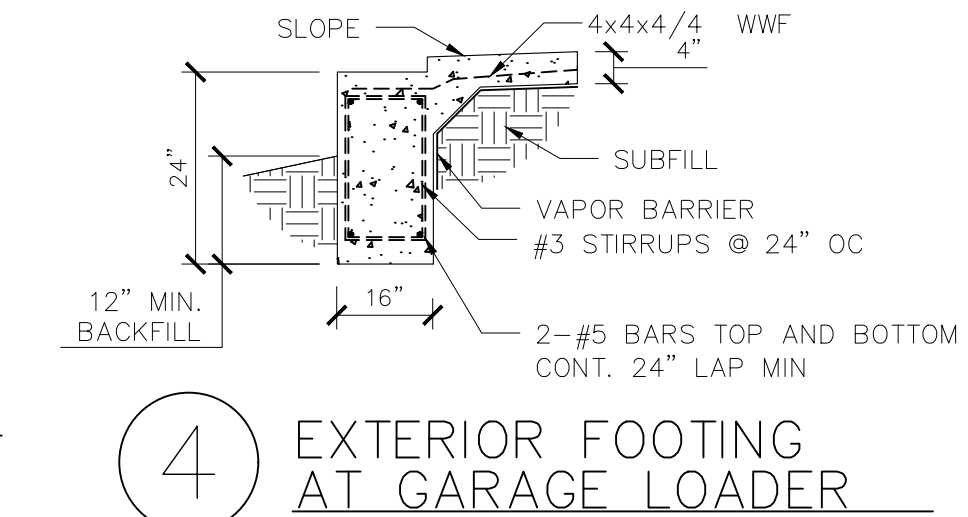 SLOPE
4x4x4/4 WWF
4"
24"
SUBFILL
VAPOR BARRIER
#3 STIRRUPS @ 24" OC
12" MIN.
BACKFILL
16"
2-#5 BARS TOP AND BOTTOM
CONT. 24" LAP MIN
4
EXTERIOR FOOTING
AT GARAGE LOADER